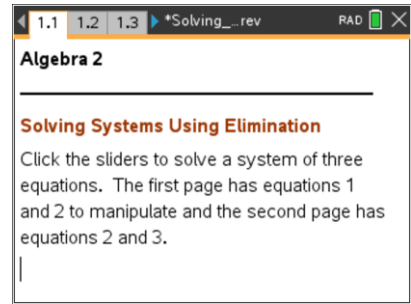 1.1 1.2 1.3 *Solving_...rev RAD
Algebra 2
Solving Systems Using Elimination
Click the sliders to solve a system of three
equations. The first page has equations 1
and 2 to manipulate and the second page has
equations 2 and 3.